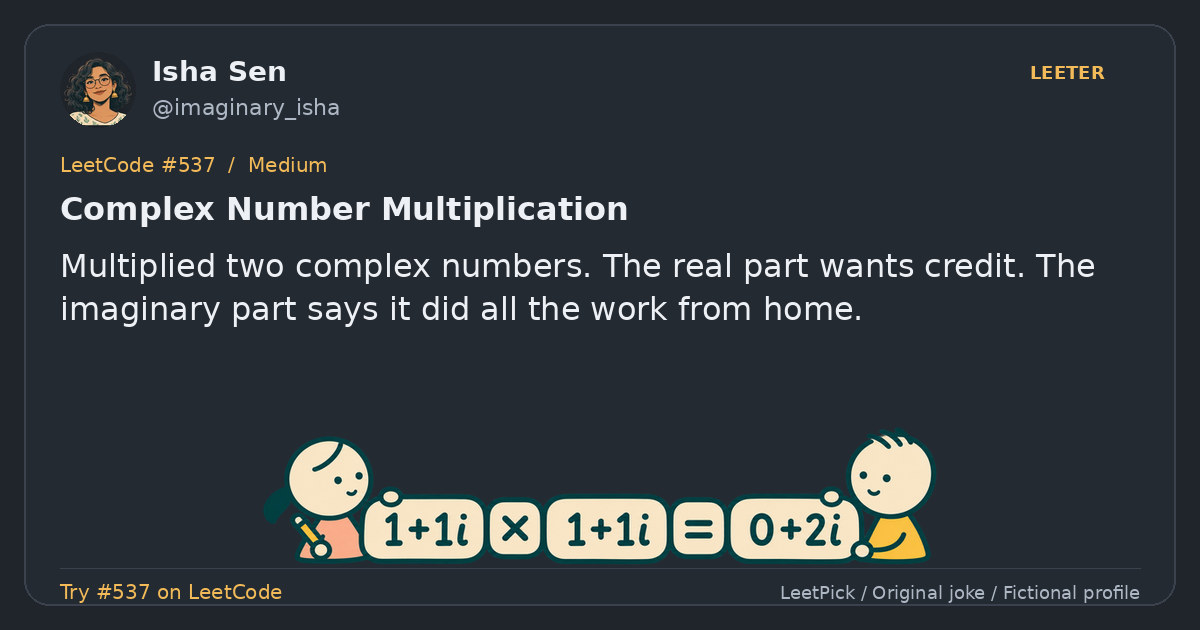 Isha Sen
LEETER
@imaginary_isha
LeetCode #537 / Medium
Complex Number Multiplication
Multiplied two complex numbers. The real part wants credit. The
imaginary part says it did all the work from home.
1+1i × 1+1i = 0+2i
Try #537 on LeetCode
LeetPick / Original joke / Fictional profile